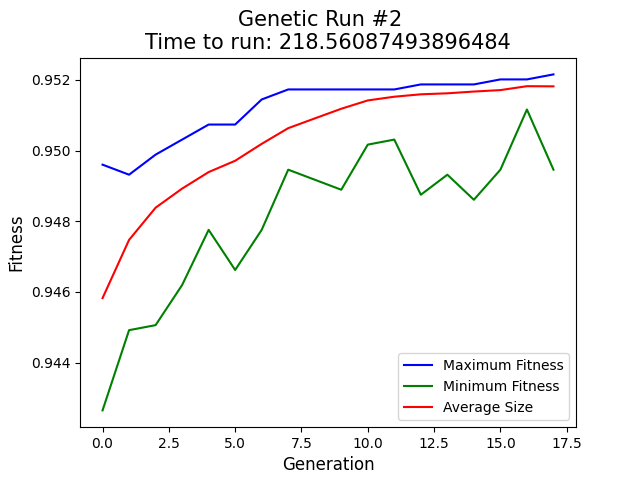 Genetic Run #2
Time to run: 218.56087493896484
0.952
0.950
0.948
0.946
0.944
Fitness
0.0
2.5
5.0
7.5
10.0
12.5
15.0
17.5
Generation
Maximum Fitness
Minimum Fitness
Average Size